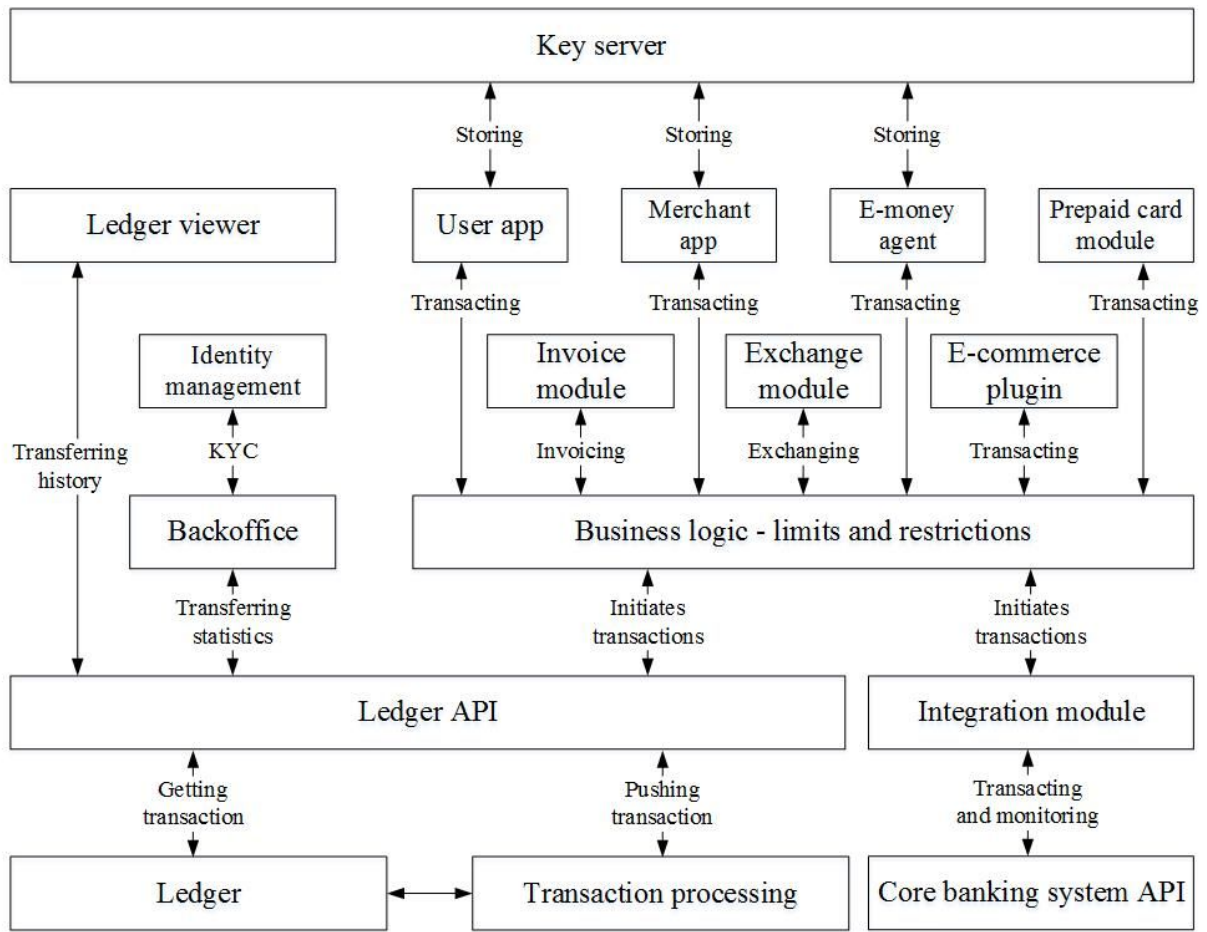 Key server
Storing
Storing
Storing
Ledger viewer
User app
Merchant
app
E-money
agent
Prepaid card
module
Transacting
Transacting
Transacting
Transacting
Identity
management
Invoice
module
Exchange
module
E-commerce
plugin
Transferring
history
KYC
Invoicing
Exchanging
Transacting
Backoffice
Business logic - limits and restrictions
Transferring
statistics
Initiates
transactions
Initiates
transactions
Ledger API
Integration module
Getting
transaction
Pushing
transaction
Transacting
and monitoring
Ledger
Transaction processing
Core banking system API